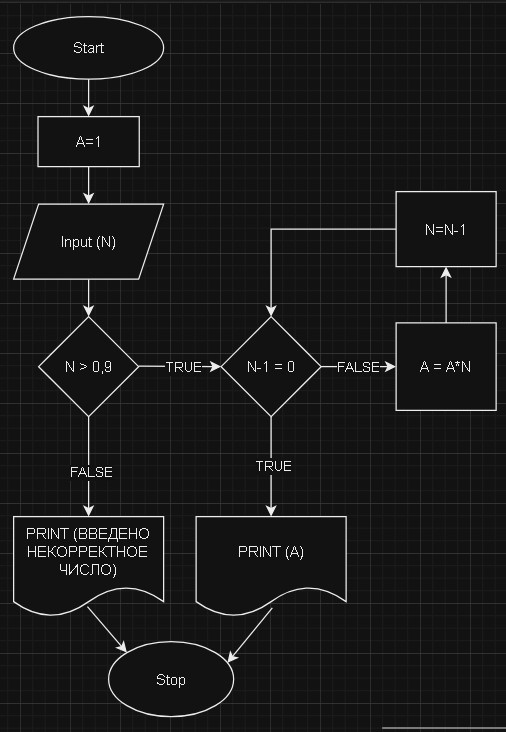 Start
A=1
Input (N)
N > 0,9
TRUE
FALSE
PRINT (ВВЕДЕНО
НЕКОРРЕКТНОЕ
ЧИСЛО)
N-1 = 0
FALSE
A = A*N
N=N-1
TRUE
PRINT (A)
Stop